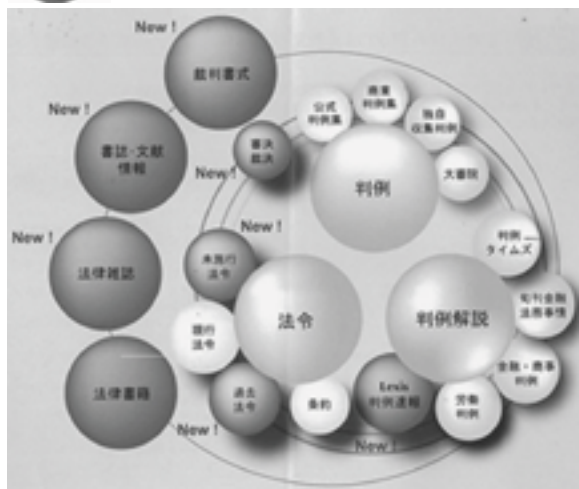 New !
裁判書式
New !
書誌・文献
情報
New !
法律雑誌
法律書籍
New !
New !
審決
裁決
公式
判例集
商業
判例集
独自
収集判例
大審院
判例
判例
タイムズ
New !
未施行
法令
現行
法令
法令
過去
法令
条約
判例解説
旬刊金融
法務事情
金融・商事
判例
労働
判例
Lexis
判例速報
New !